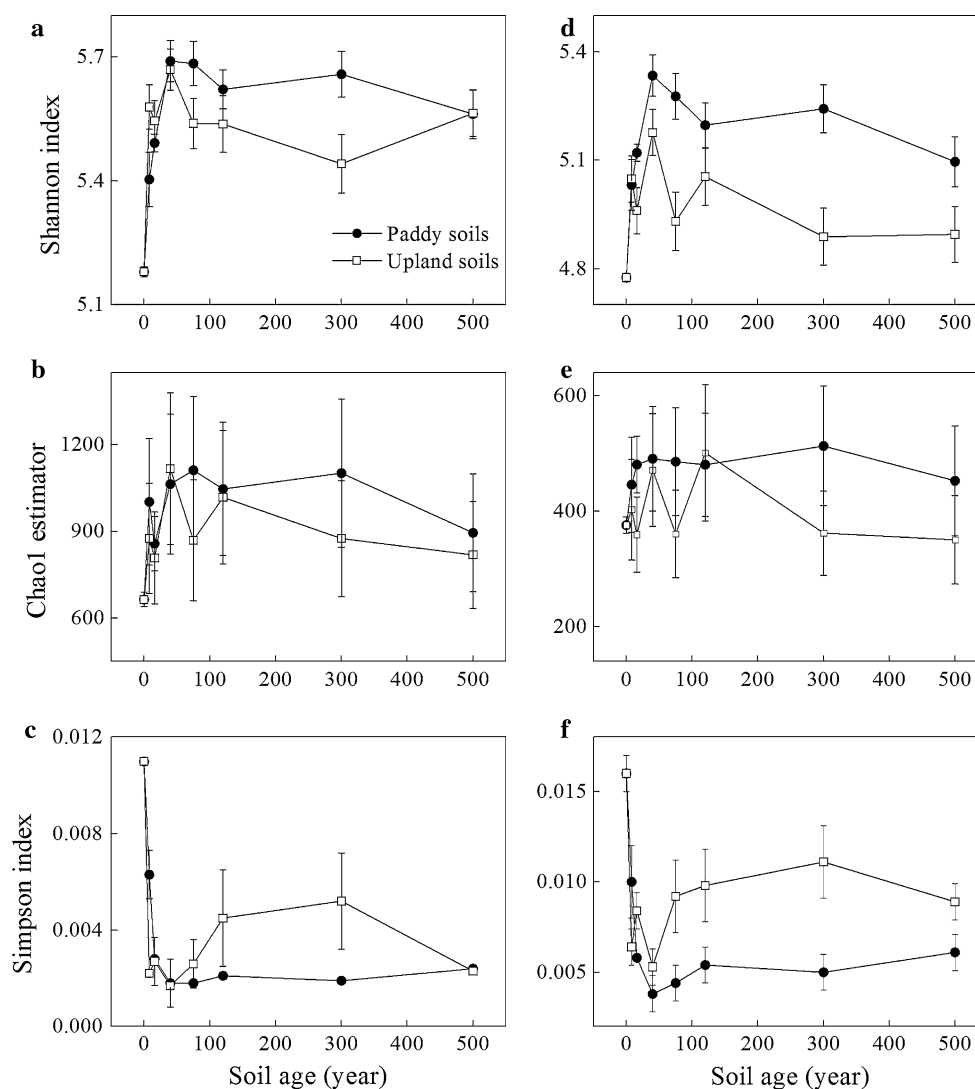 a
Shannon index
5.7
5.4
5.1
Paddy soils
Upland soils
0 100 200 300 400 500
d
5.4
5.1
4.8
0 100 200 300 400 500
b
Chao1 estimator
1200
900
600
0 100 200 300 400 500
e
600
400
200
0 100 200 300 400 500
c
Simpson index
0.012
0.008
0.004
0.000
0 100 200 300 400 500
Soil age (year)
f
0.015
0.010
0.005
0 100 200 300 400 500
Soil age (year)